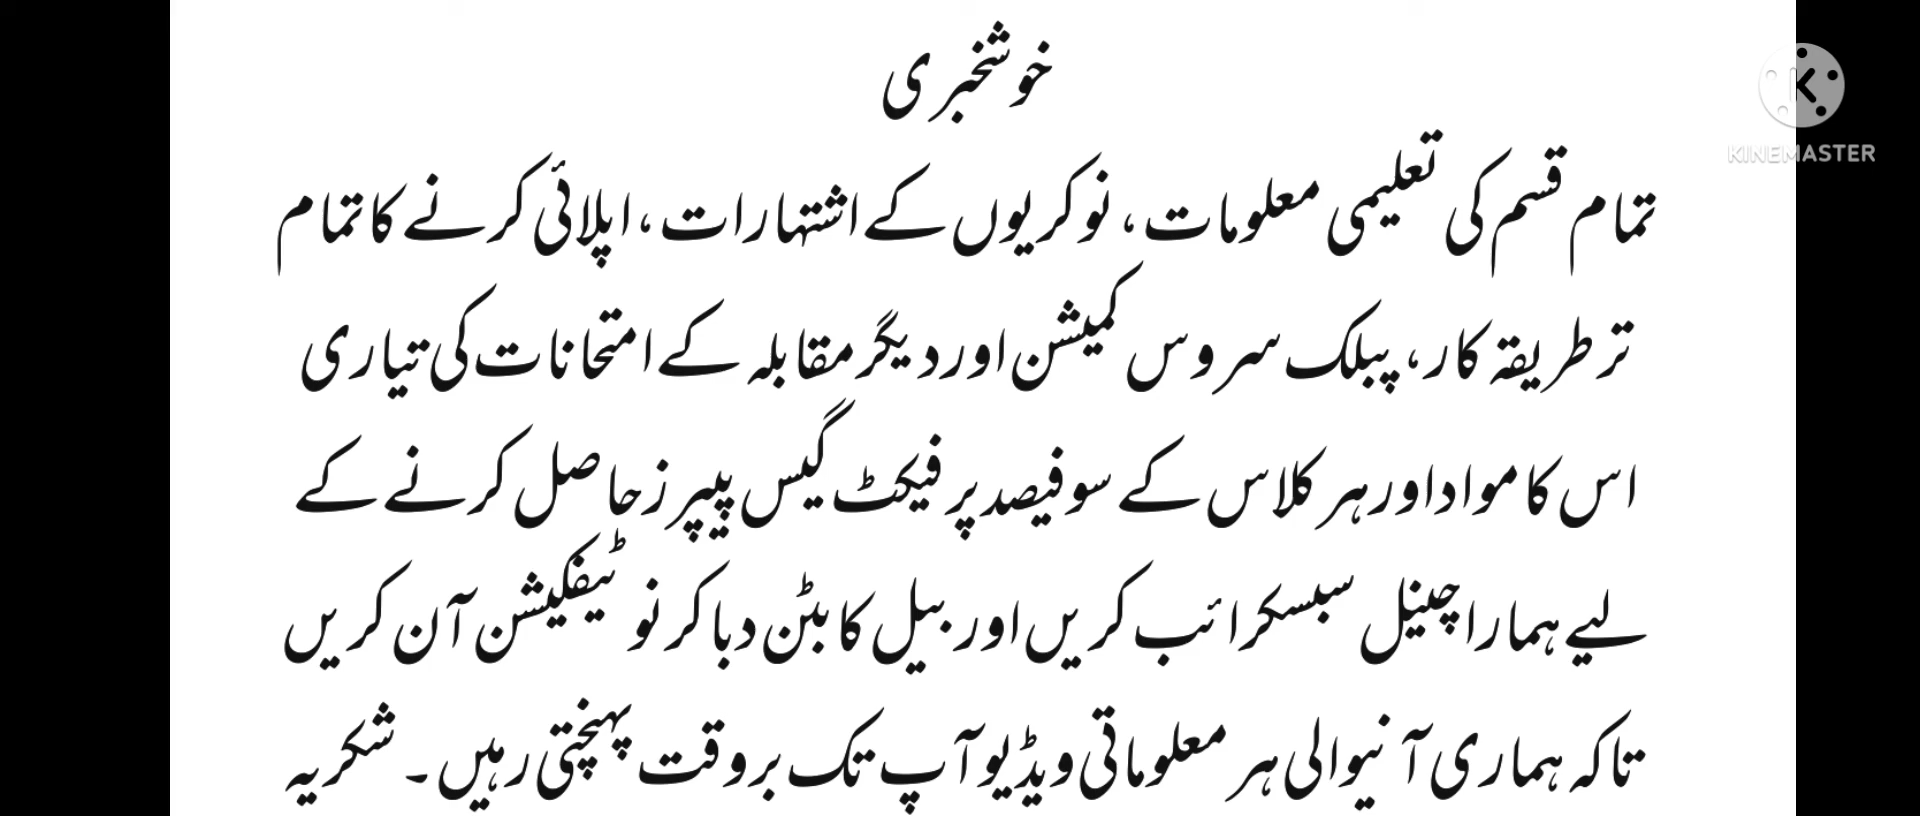 خوشخبری
KINEMASTER
تمام قسم کی تعلیمی معلومات، نوکریوں کے اشتہارات، اپلائی کرنے کا تمام
تر طریقہ کار، پبلک سروس کمیشن اور دیگر مقابلہ کے امتحانات کی تیاری
اس کا مواد اور ہر کلاس کے سو فیصد پر فیکٹ گیس پیپرز حاصل کرنے کے
لیے ہمارا چینل سبسکرائب کریں اور بیل کا بٹن دبا کر نوٹیفکیشن آن کریں
تاکہ ہماری آنیوالی ہر معلوماتی ویڈیو آپ تک بروقت پہنچتی رہیں۔ شکریہ